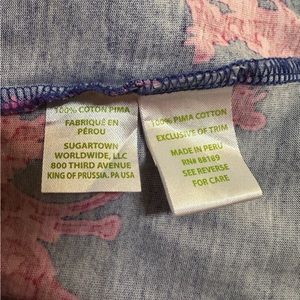 100% COTON PIMA
FABRIQUÉ EN
PÉROU
SUGARTOWN
WORLDWIDE, LLC
800 THIRD AVENUE
KING OF PRUSSIA. PA USA
100% PIMA COTTON
EXCLUSIVE OF TRIM
MADE IN PERU
RN# 88189
SEE REVERSE
FOR CARE